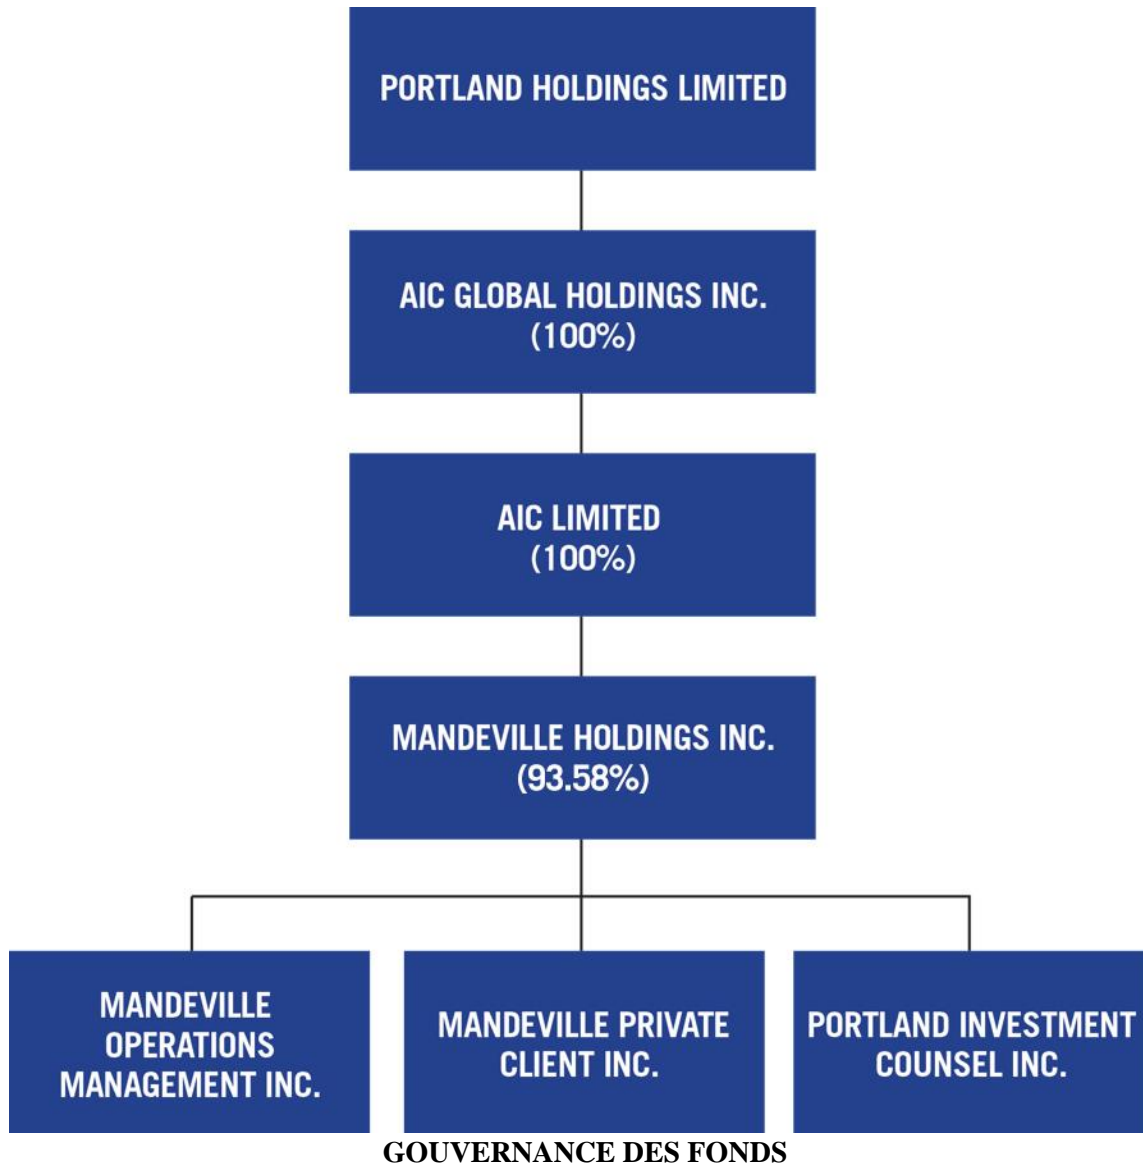 PORTLAND HOLDINGS LIMITED
AIC GLOBAL HOLDINGS INC.
(100%)
AIC LIMITED
(100%)
MANDEVILLE HOLDINGS INC.
(93.58%)
MANDEVILLE
OPERATIONS
MANAGEMENT INC.
MANDEVILLE PRIVATE
CLIENT INC.
PORTLAND INVESTMENT
COUNSEL INC.
GOUVERNANCE DES FONDS